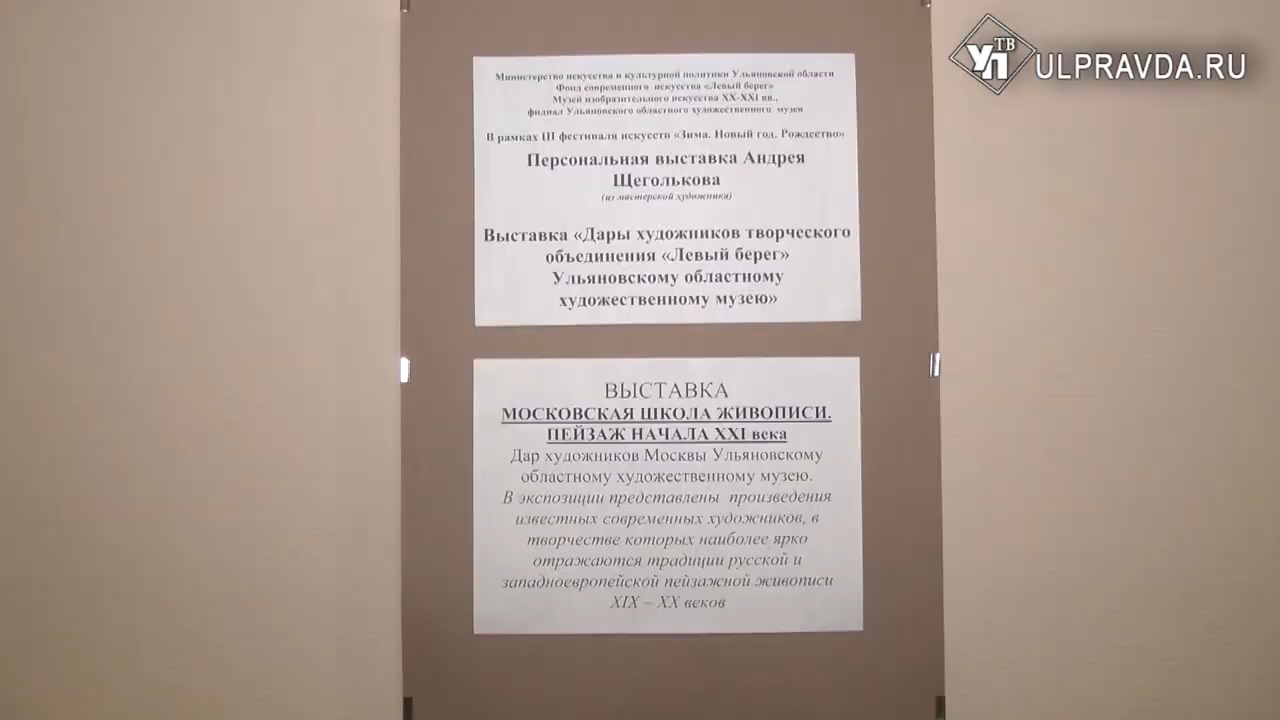 УП ТВ ULPRAVDA.RU
Министерство искусства и культурной политики Ульяновской области
Фонд современного искусства «Левый берег»
Музей изобразительного искусства XX-XXI вв.,
филиал Ульяновского областного художественного музея
В рамках III фестиваля искусств «Зима. Новый год. Рождество»
Персональная выставка Андрея
Щеголькова
(из мастерской художника)
Выставка «Дары художников творческого
объединения «Левый берег»
Ульяновскому областному
художественному музею»
ВЫСТАВКА
МОСКОВСКАЯ ШКОЛА ЖИВОПИСИ.
ПЕЙЗАЖ НАЧАЛА XXI века
Дар художников Москвы Ульяновскому
областному художественному музею.
В экспозиции представлены произведения
известных современных художников, в
творчестве которых наиболее ярко
отражаются традиции русской и
западноевропейской пейзажной живописи
XIX – XX веков